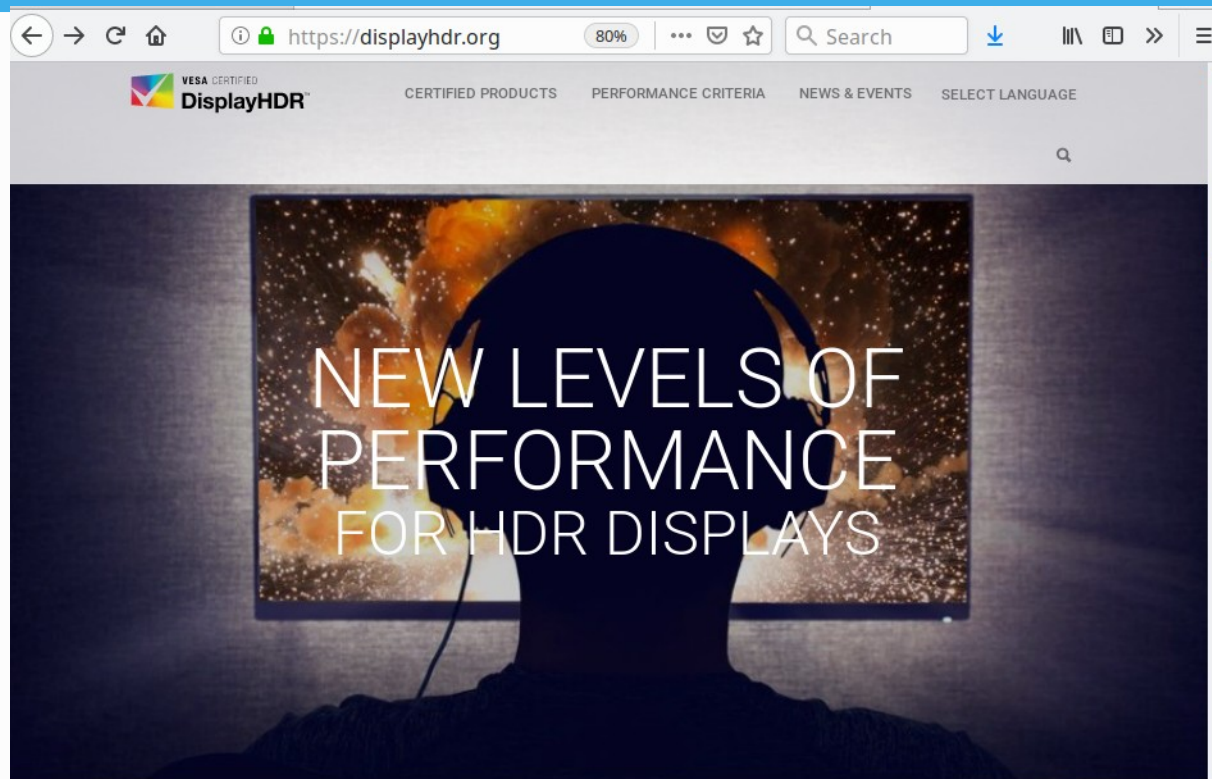 https://displayhdr.org 80% Search
VESA CERTIFIED
DisplayHDR™ CERTIFIED PRODUCTS PERFORMANCE CRITERIA NEWS & EVENTS SELECT LANGUAGE
NEW LEVELS OF
PERFORMANCE
FOR HDR DISPLAYS